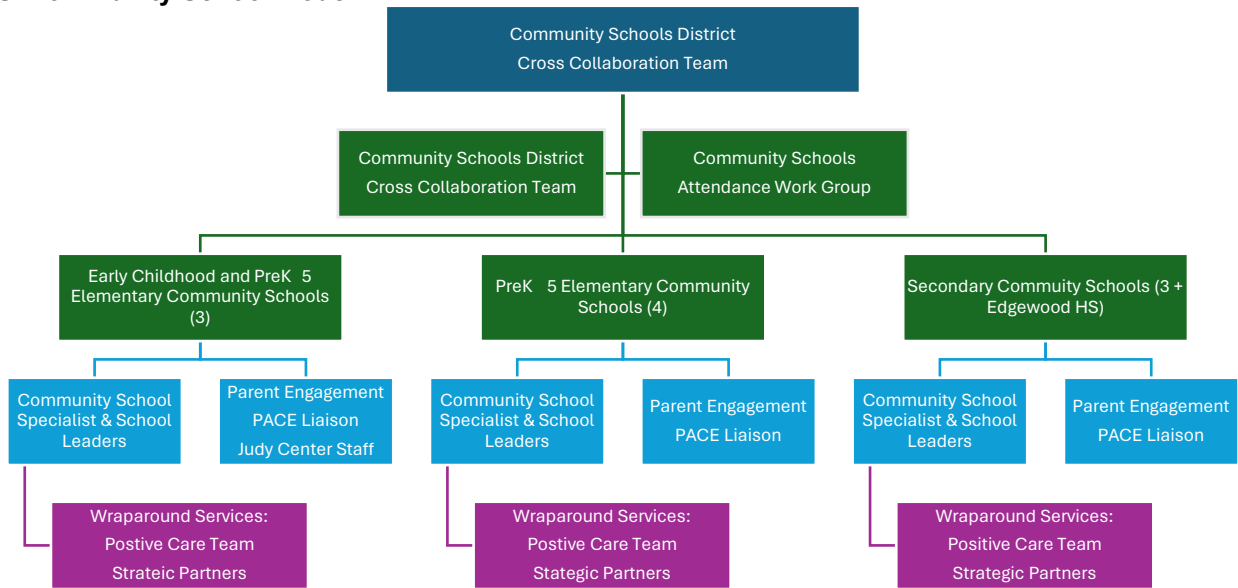 Community Schools District
Cross Collaboration Team
Community Schools District
Cross Collaboration Team
Community Schools
Attendance Work Group
Early Childhood and PreK 5
Elementary Community Schools
(3)
PreK 5 Elementary Community
Schools (4)
Secondary Commuity Schools (3 +
Edgewood HS)
Community School
Specialist & School
Leaders
Parent Engagement
PACE Liaison
Judy Center Staff
Community School
Specialist & School
Leaders
Parent Engagement
PACE Liaison
Community School
Specialist & School
Leaders
Parent Engagement
PACE Liaison
Wraparound Services:
Postive Care Team
Strateic Partners
Wraparound Services:
Postive Care Team
Stategic Partners
Wraparound Services:
Positive Care Team
Strategic Partners